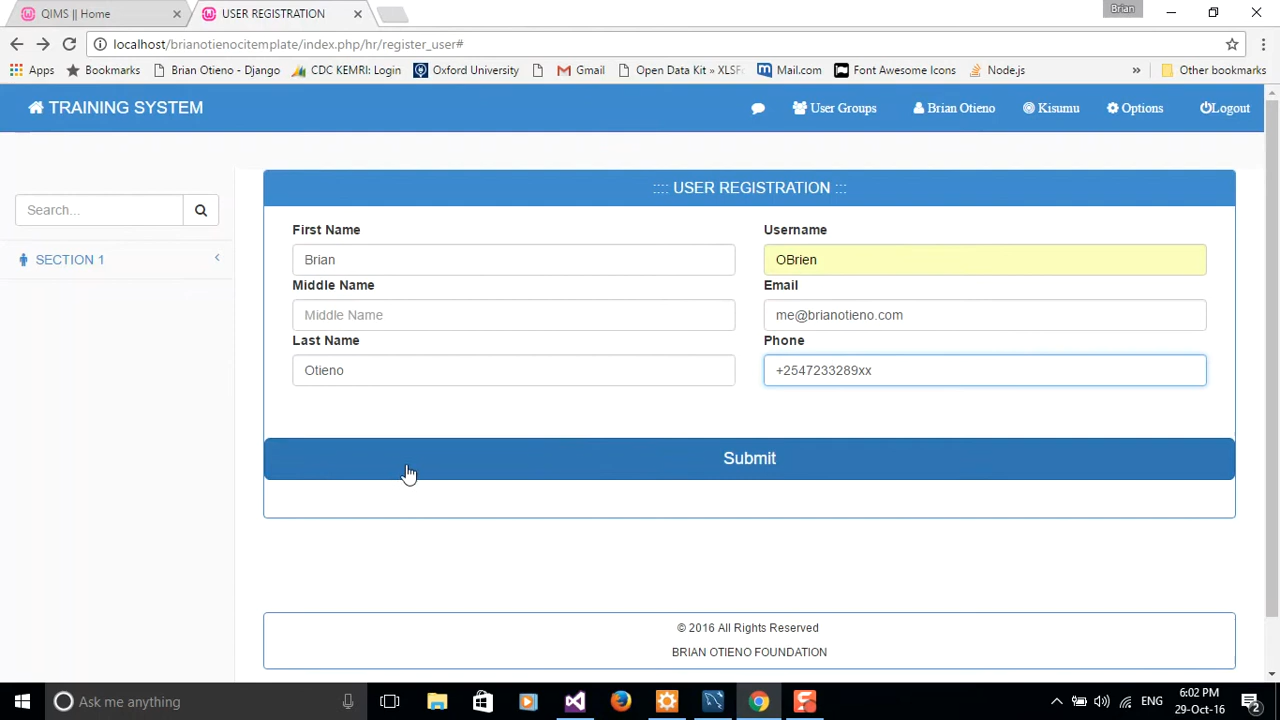 QIMS || Home
USER REGISTRATION
Brian
localhost/brianotienocitemplate/index.php/hr/register_user#
Apps Bookmarks Brian Otieno - Django CDC KEMRI: Login Oxford University Gmail Open Data Kit » XLSF Mail.com Font Awesome Icons Node.js » Other bookmarks
TRAINING SYSTEM User Groups Brian Otieno Kisumu Options Logout
Search...
SECTION 1
:::: USER REGISTRATION :::
First Name Username
Brian OBrien
Middle Name Email
Middle Name me@brianotieno.com
Last Name Phone
Otieno +2547233289xx
Submit
© 2016 All Rights Reserved
BRIAN OTIENO FOUNDATION
Ask me anything
ENG
6:02 PM
29-Oct-16
2